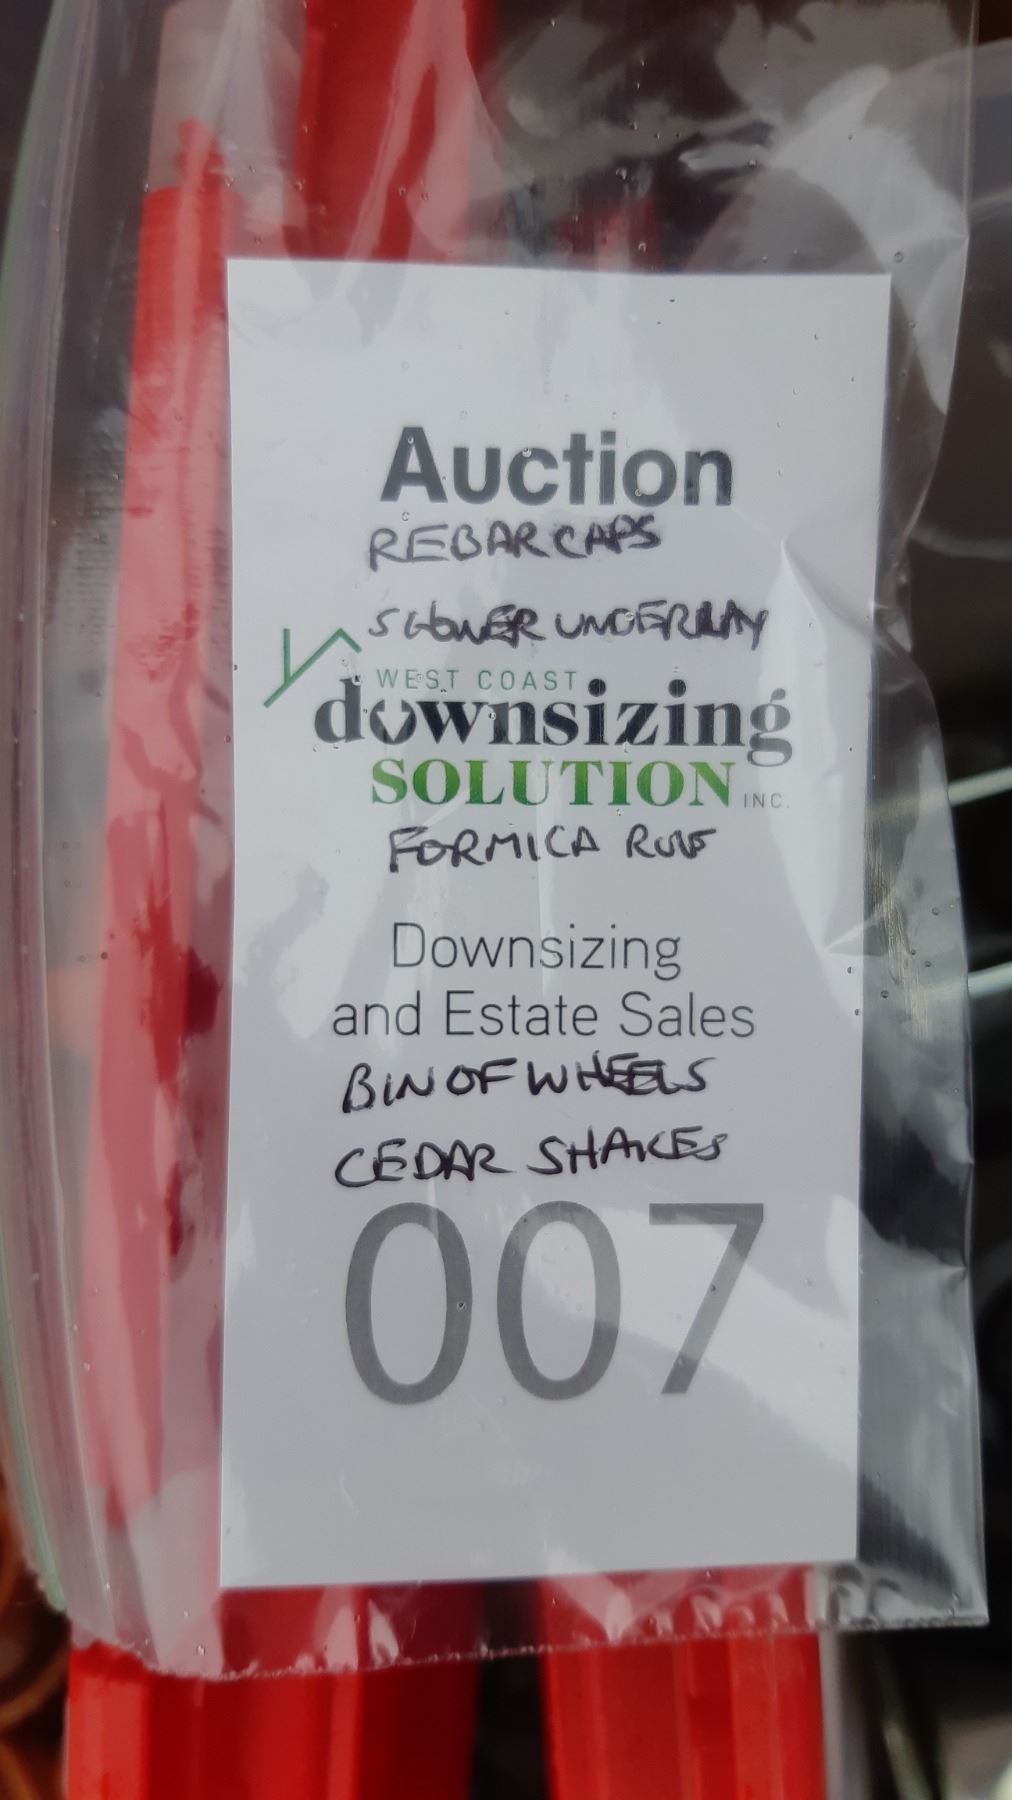 Auction
REBAR CAPS
SHOWER UNDERLAY
WEST COAST
downsizing
SOLUTION INC.
FORMICA
Downsizing
and Estate Sales
BIN OF WHEELS
CEDAR SHAKES
007